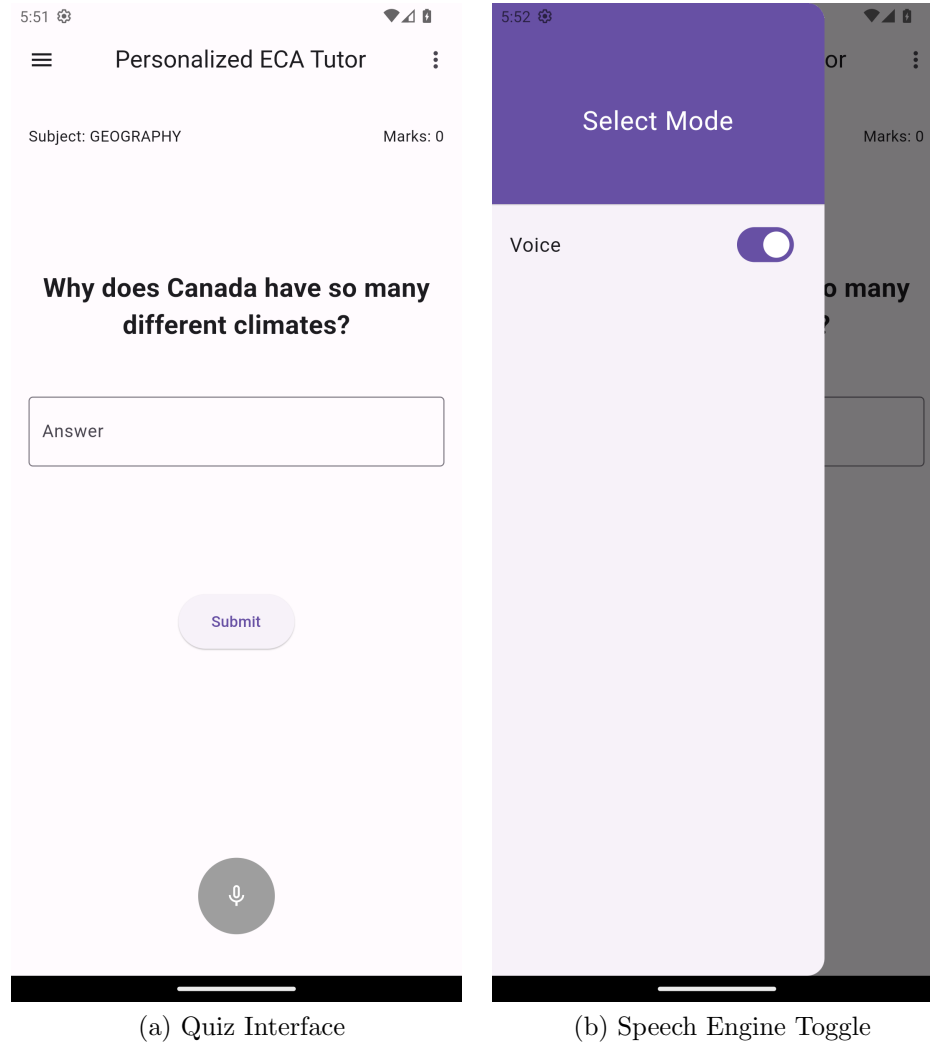 5:51
Personalized ECA Tutor
Subject: GEOGRAPHY
Marks: 0
Why does Canada have so many
different climates?
Answer
Submit
(a) Quiz Interface
5:52
or
Select Mode
Marks: 0
Voice
o many
?
(b) Speech Engine Toggle